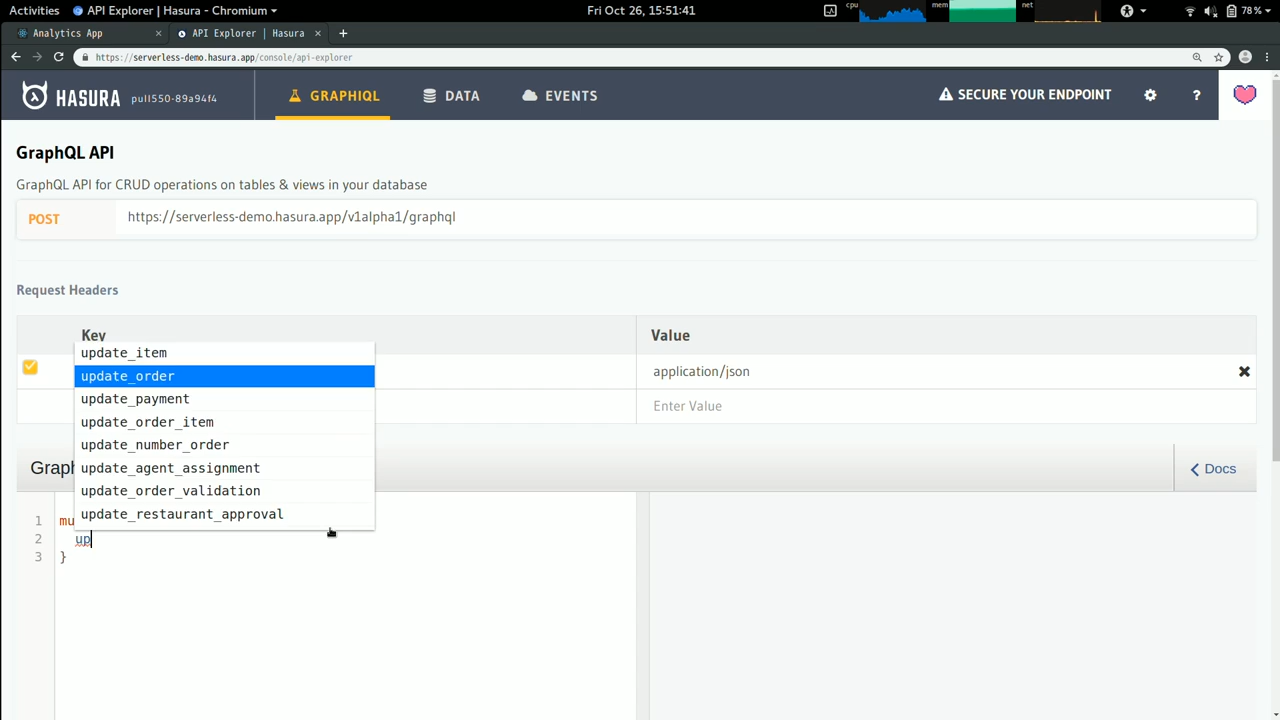 Activities API Explorer | Hasura - Chromium Fri Oct 26, 15:51:41 cpu mem net 78%
Analytics App × API Explorer | Hasura × +
https://serverless-demo.hasura.app/console/api-explorer
HASURA pull550-89a94f4 GRAPHIQL DATA EVENTS SECURE YOUR ENDPOINT ?
GraphQL API
GraphQL API for CRUD operations on tables & views in your database
POST https://serverless-demo.hasura.app/v1alpha1/graphql
Request Headers
Key Value
update_item
application/json
update_order
update_payment
Enter Value
update_order_item
update_number_order
Graph
update_agent_assignment
Docs
update_order_validation
update_restaurant_approval
1 mu
2 up
3 }